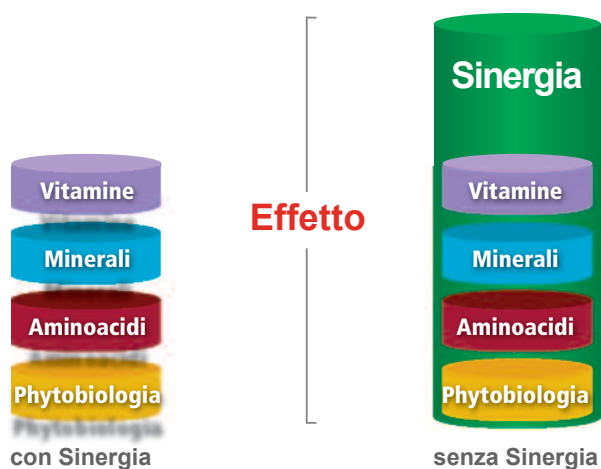 Vitamine
Minerali
Aminoacidi
Phytobiologia
con Sinergia
Effetto
Sinergia
Vitamine
Minerali
Aminoacidi
Phytobiologia
senza Sinergia